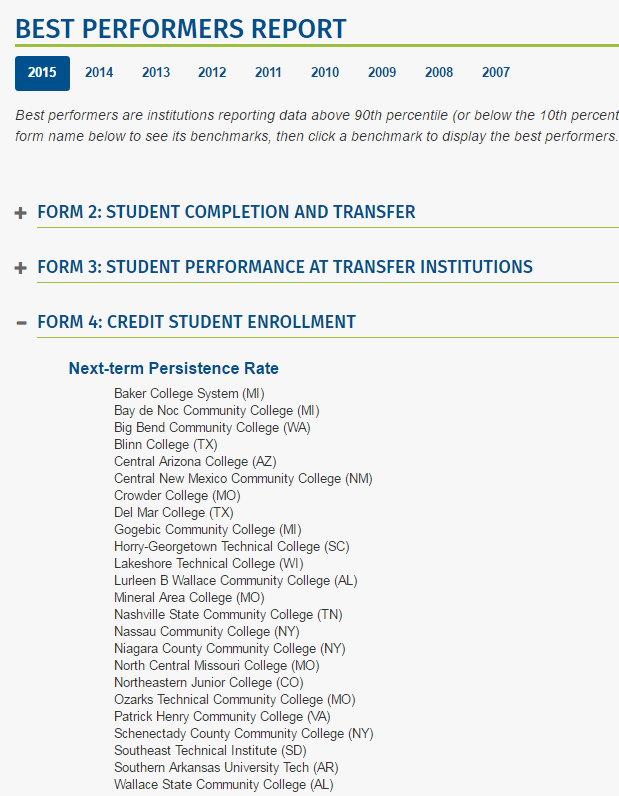 BEST PERFORMERS REPORT
2015 2014 2013 2012 2011 2010 2009 2008 2007
Best performers are institutions reporting data above 90th percentile (or below the 10th percent
form name below to see its benchmarks, then click a benchmark to display the best performers.
+ FORM 2: STUDENT COMPLETION AND TRANSFER
+ FORM 3: STUDENT PERFORMANCE AT TRANSFER INSTITUTIONS
− FORM 4: CREDIT STUDENT ENROLLMENT
Next-term Persistence Rate
Baker College System (MI)
Bay de Noc Community College (MI)
Big Bend Community College (WA)
Blinn College (TX)
Central Arizona College (AZ)
Central New Mexico Community College (NM)
Crowder College (MO)
Del Mar College (TX)
Gogebic Community College (MI)
Horry-Georgetown Technical College (SC)
Lakeshore Technical College (WI)
Lurleen B Wallace Community College (AL)
Mineral Area College (MO)
Nashville State Community College (TN)
Nassau Community College (NY)
Niagara County Community College (NY)
North Central Missouri College (MO)
Northeastern Junior College (CO)
Ozarks Technical Community College (MO)
Patrick Henry Community College (VA)
Schenectady County Community College (NY)
Southeast Technical Institute (SD)
Southern Arkansas University Tech (AR)
Wallace State Community College (AL)